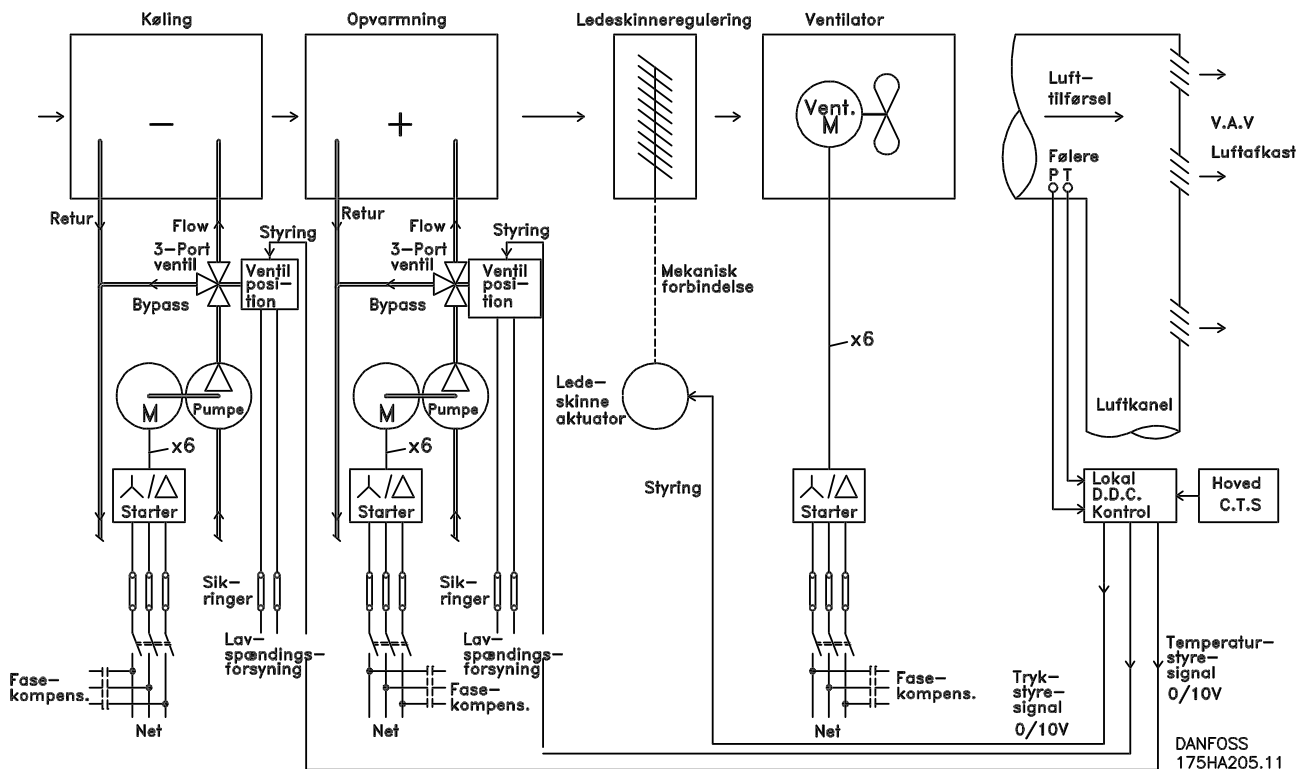 Køling
Opvarmning
Ledeskinneregulering
Ventilator
−
+
Vent.
M
Luft-
tilførsel
V.A.V
Luftafkast
Følere
P T
Retur
Flow
Styring
3-Port
ventil
Ventil
posi-
tion
Bypass
Retur
Flow
Styring
3-Port
ventil
Ventil
posi-
tion
Bypass
Mekanisk
forbindelse
x6
M
Pumpe
M
Pumpe
Lede-
skinne
aktuator
Luftkanel
x6
x6
Styring
⅄/△
Starter
⅄/△
Starter
⅄/△
Starter
Lokal
D.D.C.
Kontrol
Hoved
C.T.S
Sik-
ringer
Sik-
ringer
Lav-
spændings-
forsyning
Lav-
spændings-
forsyning
Fase-
kompens.
Net
Fase-
kompens.
Net
Fase-
kompens.
Net
Tryk-
styre-
signal
0/10V
Temperatur-
styre-
signal
0/10V
DANFOSS
175HA205.11